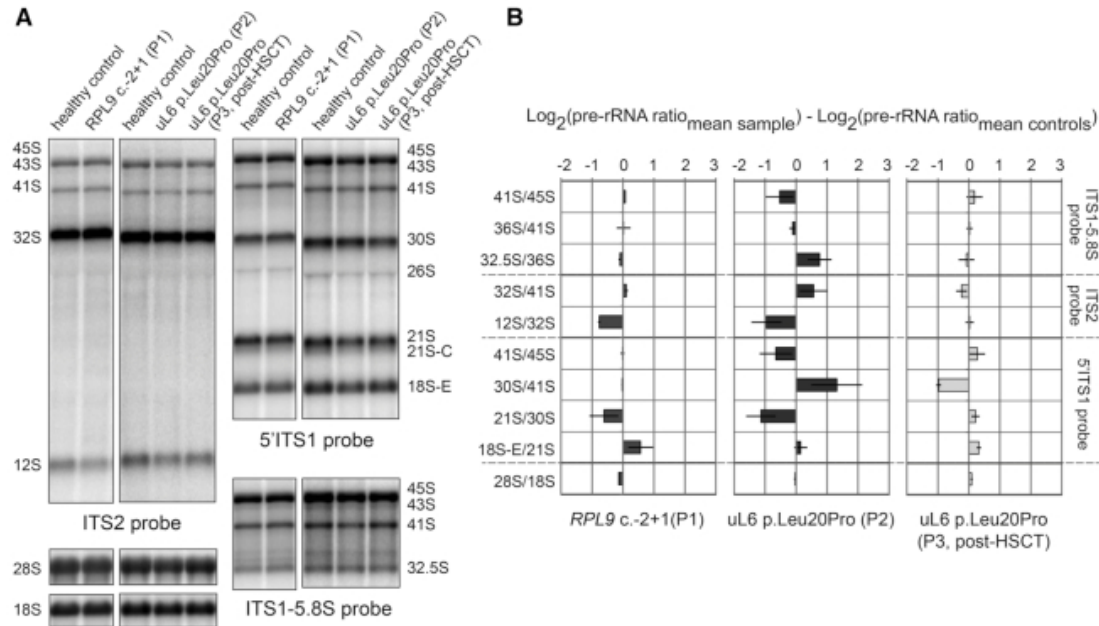 A
healthy control
RPL9 c.-2+1 (P1)
healthy control
uL6 p.Leu20Pro (P2)
uL6 p.Leu20Pro
(P3, post-HSCT)
healthy control
RPL9 c.-2+1 (P1)
healthy control
uL6 p.Leu20Pro (P2)
uL6 p.Leu20Pro
(P3, post-HSCT)
45S
43S
41S
32S
12S
ITS2 probe
28S
18S
45S
43S
41S
30S
26S
21S
21S-C
18S-E
5'ITS1 probe
45S
43S
41S
32.5S
ITS1-5.8S probe
B
Log2(pre-rRNA ratio mean sample) - Log2(pre-rRNA ratio mean controls)
-2 -1 0 1 2 3 -2 -1 0 1 2 3 -2 -1 0 1 2 3
41S/45S
36S/41S
32.5S/36S
32S/41S
12S/32S
41S/45S
30S/41S
21S/30S
18S-E/21S
28S/18S
ITS1-5.8S
probe
ITS2
probe
5'ITS1 probe
RPL9 c.-2+1(P1)
uL6 p.Leu20Pro (P2)
uL6 p.Leu20Pro
(P3, post-HSCT)